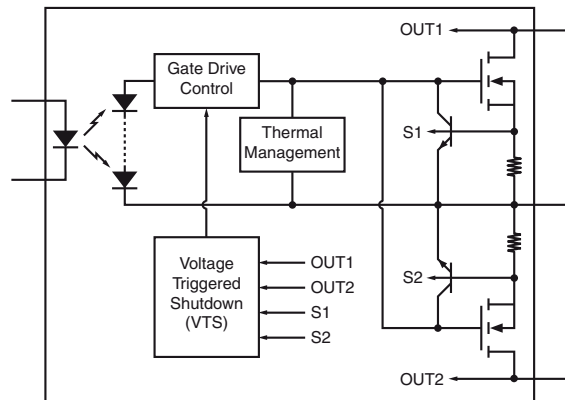 OUT1
Gate Drive
Control
Thermal
Management
S1
Voltage
Triggered
Shutdown
(VTS)
OUT1
OUT2
S1
S2
S2
OUT2